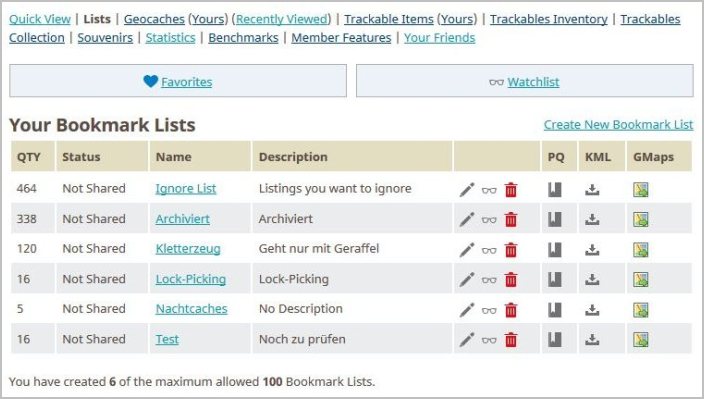 Quick View | Lists | Geocaches (Yours) (Recently Viewed) | Trackable Items (Yours) | Trackables Inventory | Trackables
Collection | Souvenirs | Statistics | Benchmarks | Member Features | Your Friends
Favorites Watchlist
Your Bookmark Lists Create New Bookmark List
QTY Status Name Description PQ KML GMaps
464 Not Shared Ignore List Listings you want to ignore
338 Not Shared Archiviert Archiviert
120 Not Shared Kletterzeug Geht nur mit Geraffel
16 Not Shared Lock-Picking Lock-Picking
5 Not Shared Nachtcaches No Description
16 Not Shared Test Noch zu prüfen
You have created 6 of the maximum allowed 100 Bookmark Lists.